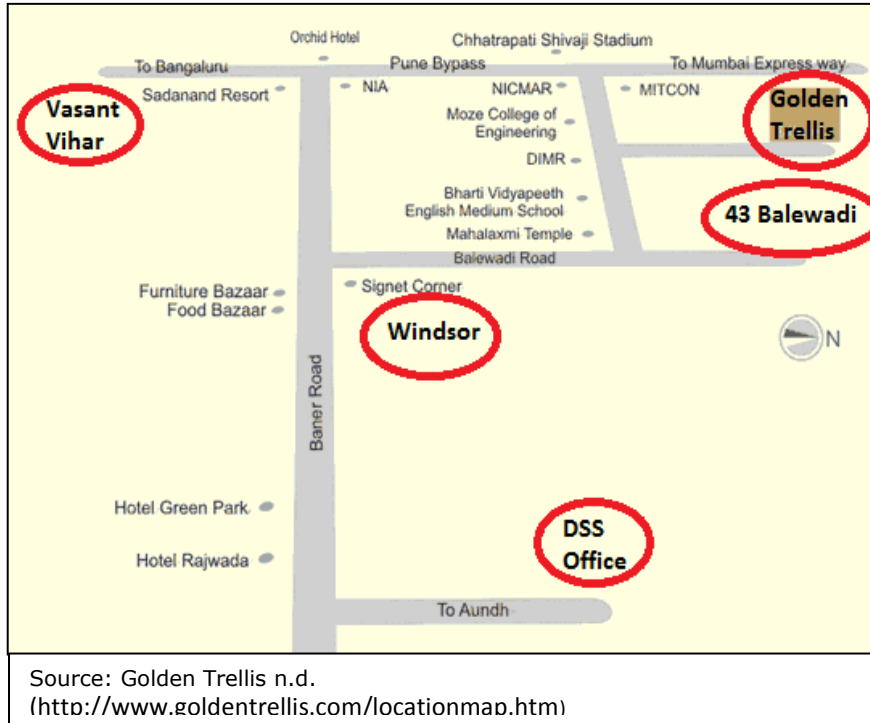 Orchid Hotel
Chhatrapati Shivaji Stadium
To Bangaluru
Pune Bypass
To Mumbai Express way
Sadanand Resort
NIA
NICMAR
MITCON
Vasant
Vihar
Golden
Trellis
Moze College of
Engineering
DIMR
Bharti Vidyapeeth
English Medium School
43 Balewadi
Mahalaxmi Temple
Balewadi Road
Signet Corner
Furniture Bazaar
Food Bazaar
Windsor
N
Baner Road
Hotel Green Park
DSS
Office
Hotel Rajwada
To Aundh
Source: Golden Trellis n.d.
(http://www.goldentrellis.com/locationmap.htm)